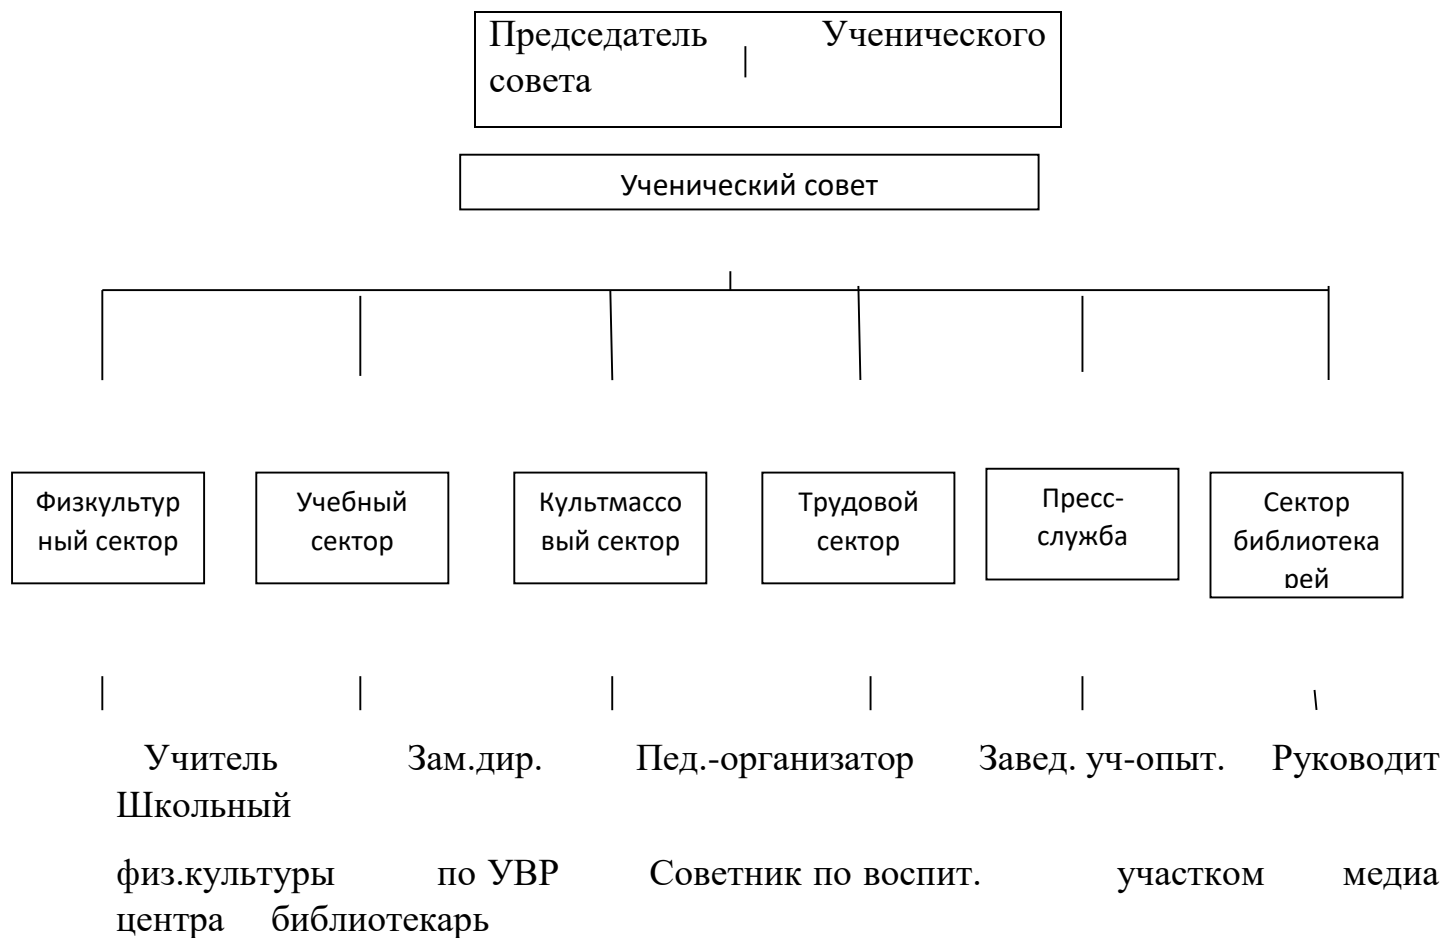 Председатель Ученического
совета
Ученический совет
Физкультур
ный сектор
Учебный
сектор
Культмассо
вый сектор
Трудовой
сектор
Пресс-
служба
Сектор
библиотека
рей
Учитель Зам.дир. Пед.-организатор Завед. уч-опыт. Руководит
Школьный
физ.культуры по УВР Советник по воспит. участком медиа
центра библиотекарь